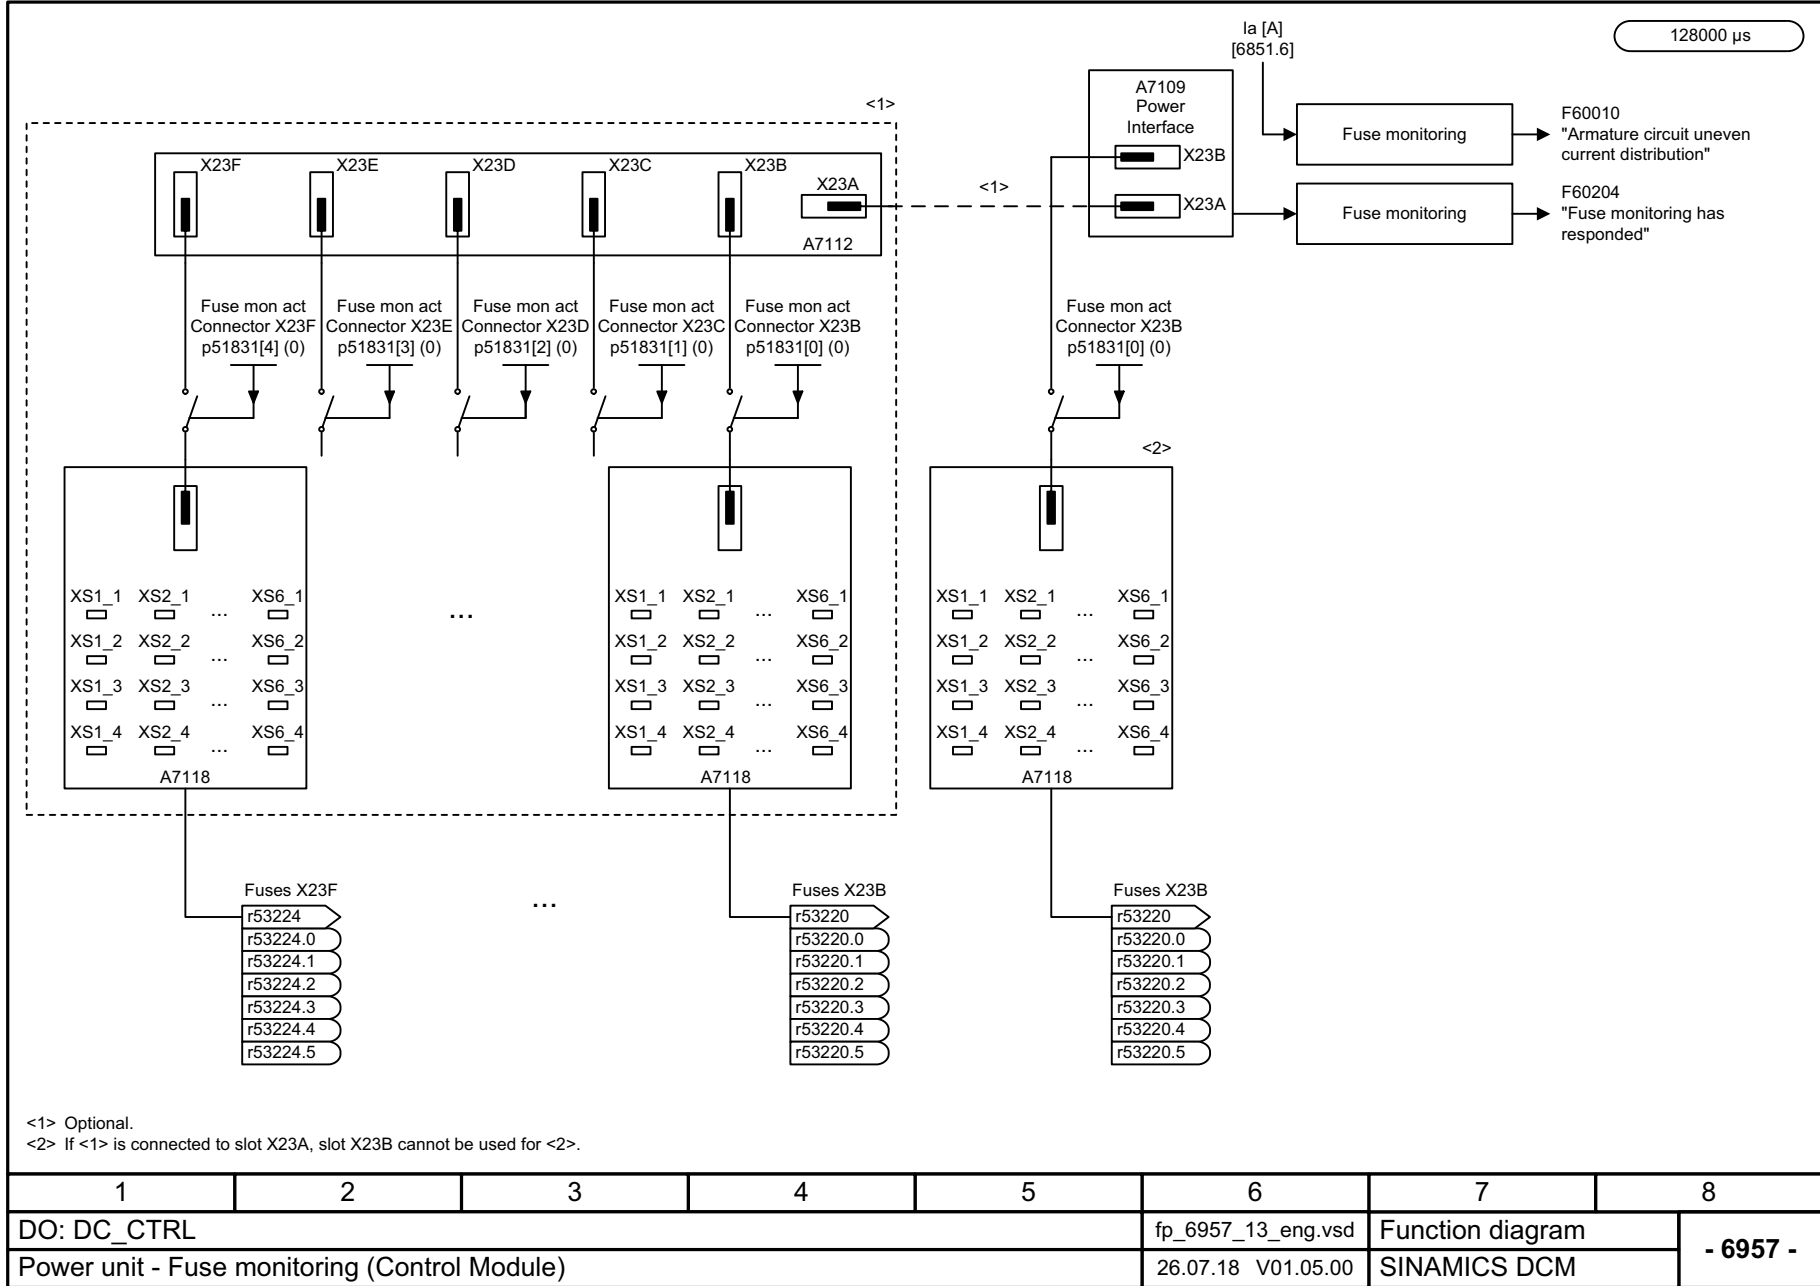 Ia [A]
[6851.6]
128000 µs
<1>
A7109
Power
Interface
X23B
X23A
Fuse monitoring
F60010
"Armature circuit uneven
current distribution"
Fuse monitoring
F60204
"Fuse monitoring has
responded"
X23F
X23E
X23D
X23C
X23B
X23A
A7112
<1>
Fuse mon act
Connector X23F
p51831[4] (0)
Fuse mon act
Connector X23E
p51831[3] (0)
Fuse mon act
Connector X23D
p51831[2] (0)
Fuse mon act
Connector X23C
p51831[1] (0)
Fuse mon act
Connector X23B
p51831[0] (0)
Fuse mon act
Connector X23B
p51831[0] (0)
<2>
XS1_1 XS2_1 ... XS6_1
XS1_2 XS2_2 ... XS6_2
XS1_3 XS2_3 ... XS6_3
XS1_4 XS2_4 ... XS6_4
A7118
...
XS1_1 XS2_1 ... XS6_1
XS1_2 XS2_2 ... XS6_2
XS1_3 XS2_3 ... XS6_3
XS1_4 XS2_4 ... XS6_4
A7118
XS1_1 XS2_1 ... XS6_1
XS1_2 XS2_2 ... XS6_2
XS1_3 XS2_3 ... XS6_3
XS1_4 XS2_4 ... XS6_4
A7118
Fuses X23F
r53224
r53224.0
r53224.1
r53224.2
r53224.3
r53224.4
r53224.5
...
Fuses X23B
r53220
r53220.0
r53220.1
r53220.2
r53220.3
r53220.4
r53220.5
Fuses X23B
r53220
r53220.0
r53220.1
r53220.2
r53220.3
r53220.4
r53220.5
<1> Optional.
<2> If <1> is connected to slot X23A, slot X23B cannot be used for <2>.
1 2 3 4 5 6 7 8
DO: DC_CTRL
fp_6957_13_eng.vsd
Function diagram
- 6957 -
Power unit - Fuse monitoring (Control Module)
26.07.18 V01.05.00
SINAMICS DCM